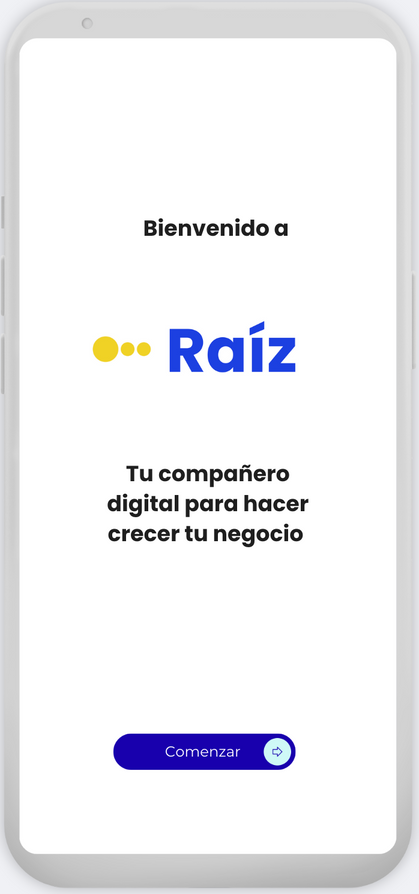 Bienvenido a
Raíz
Tu compañero
digital para hacer
crecer tu negocio
Comenzar